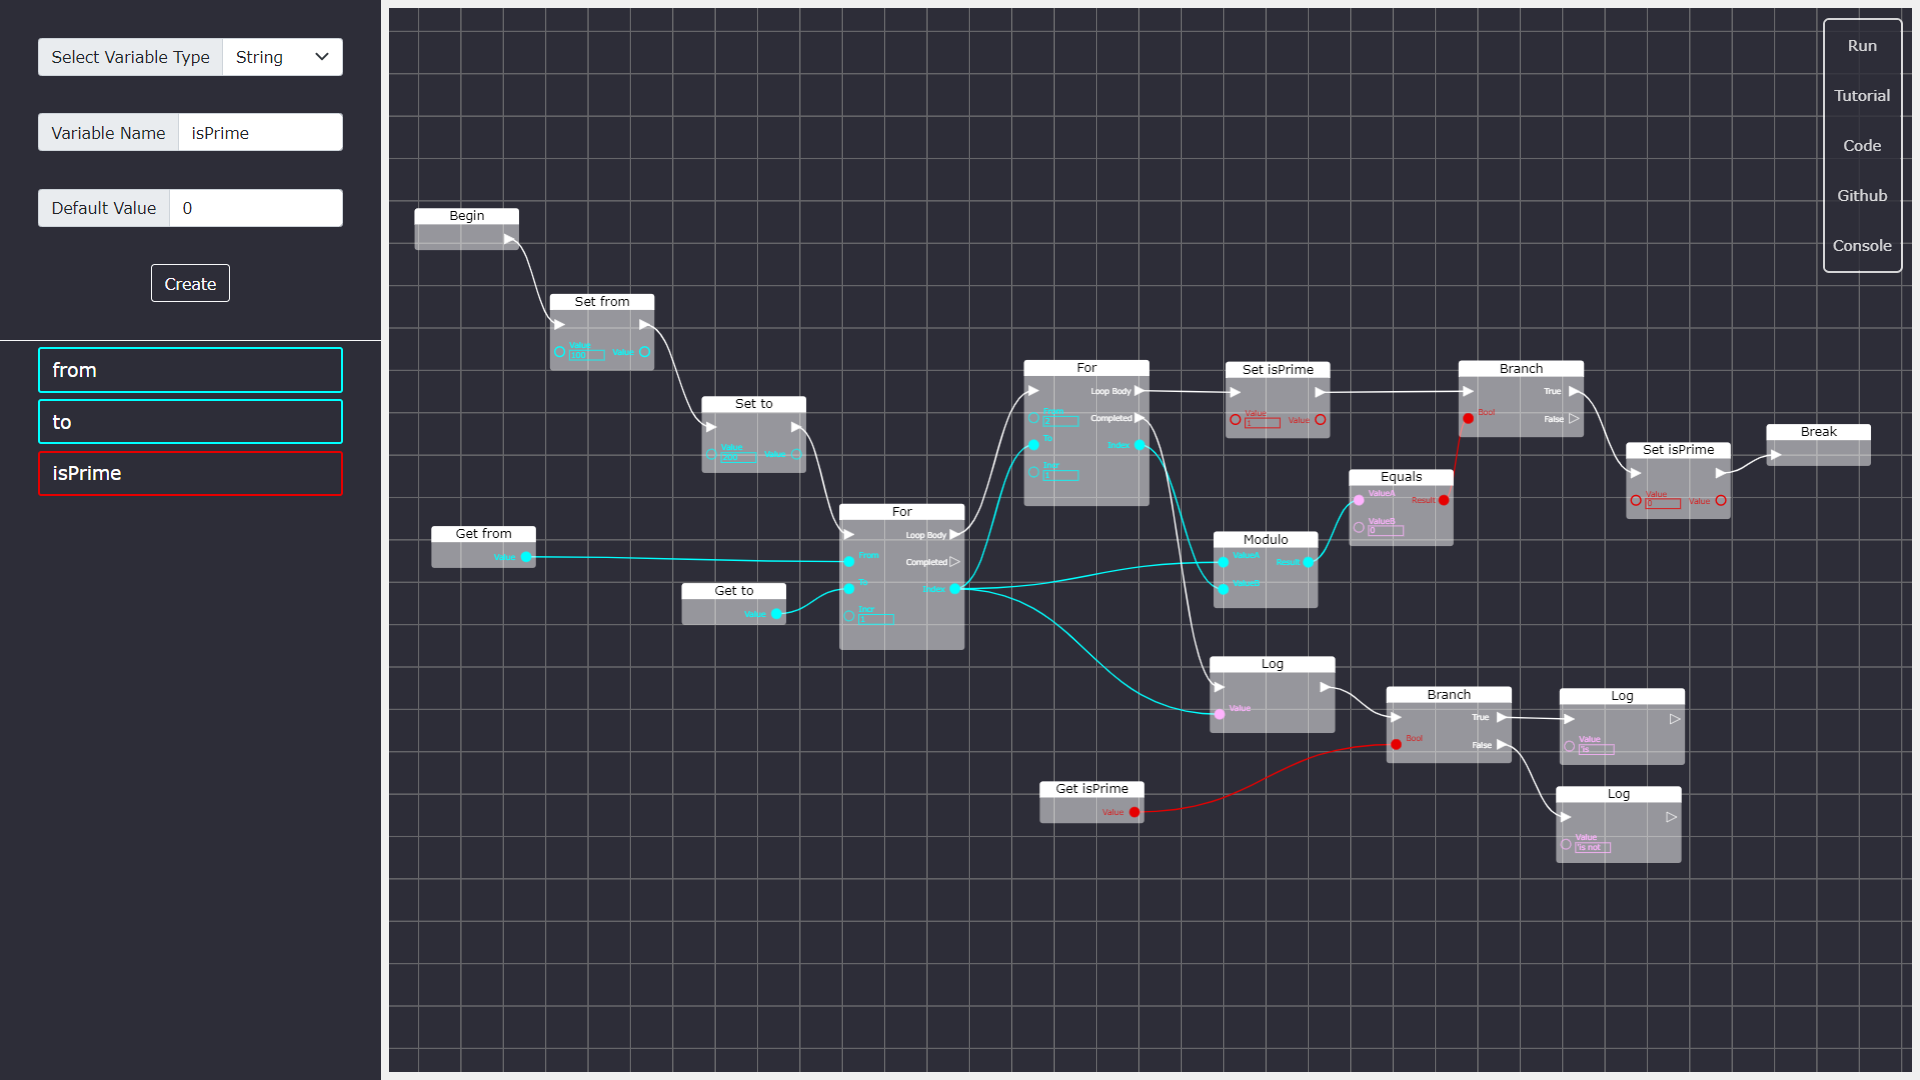 Select Variable Type
String
Variable Name
isPrime
Default Value
0
Create
from
to
isPrime
Run
Tutorial
Code
Github
Console
Begin
Set from
Value
100
Value
Set to
Value
Value
Get from
Value
Get to
Value
For
Loop Body
From
Completed
To
Index
Incr
1
For
Loop Body
From
Completed
2
To
Index
Incr
1
Set isPrime
Value
1
Value
Branch
True
Bool
False
Set isPrime
Value
0
Value
Break
Equals
ValueA
Result
ValueB
0
Modulo
ValueA
Result
ValueB
Log
Value
Branch
True
Bool
False
Get isPrime
Value
Log
Value
'is
Log
Value
'is not